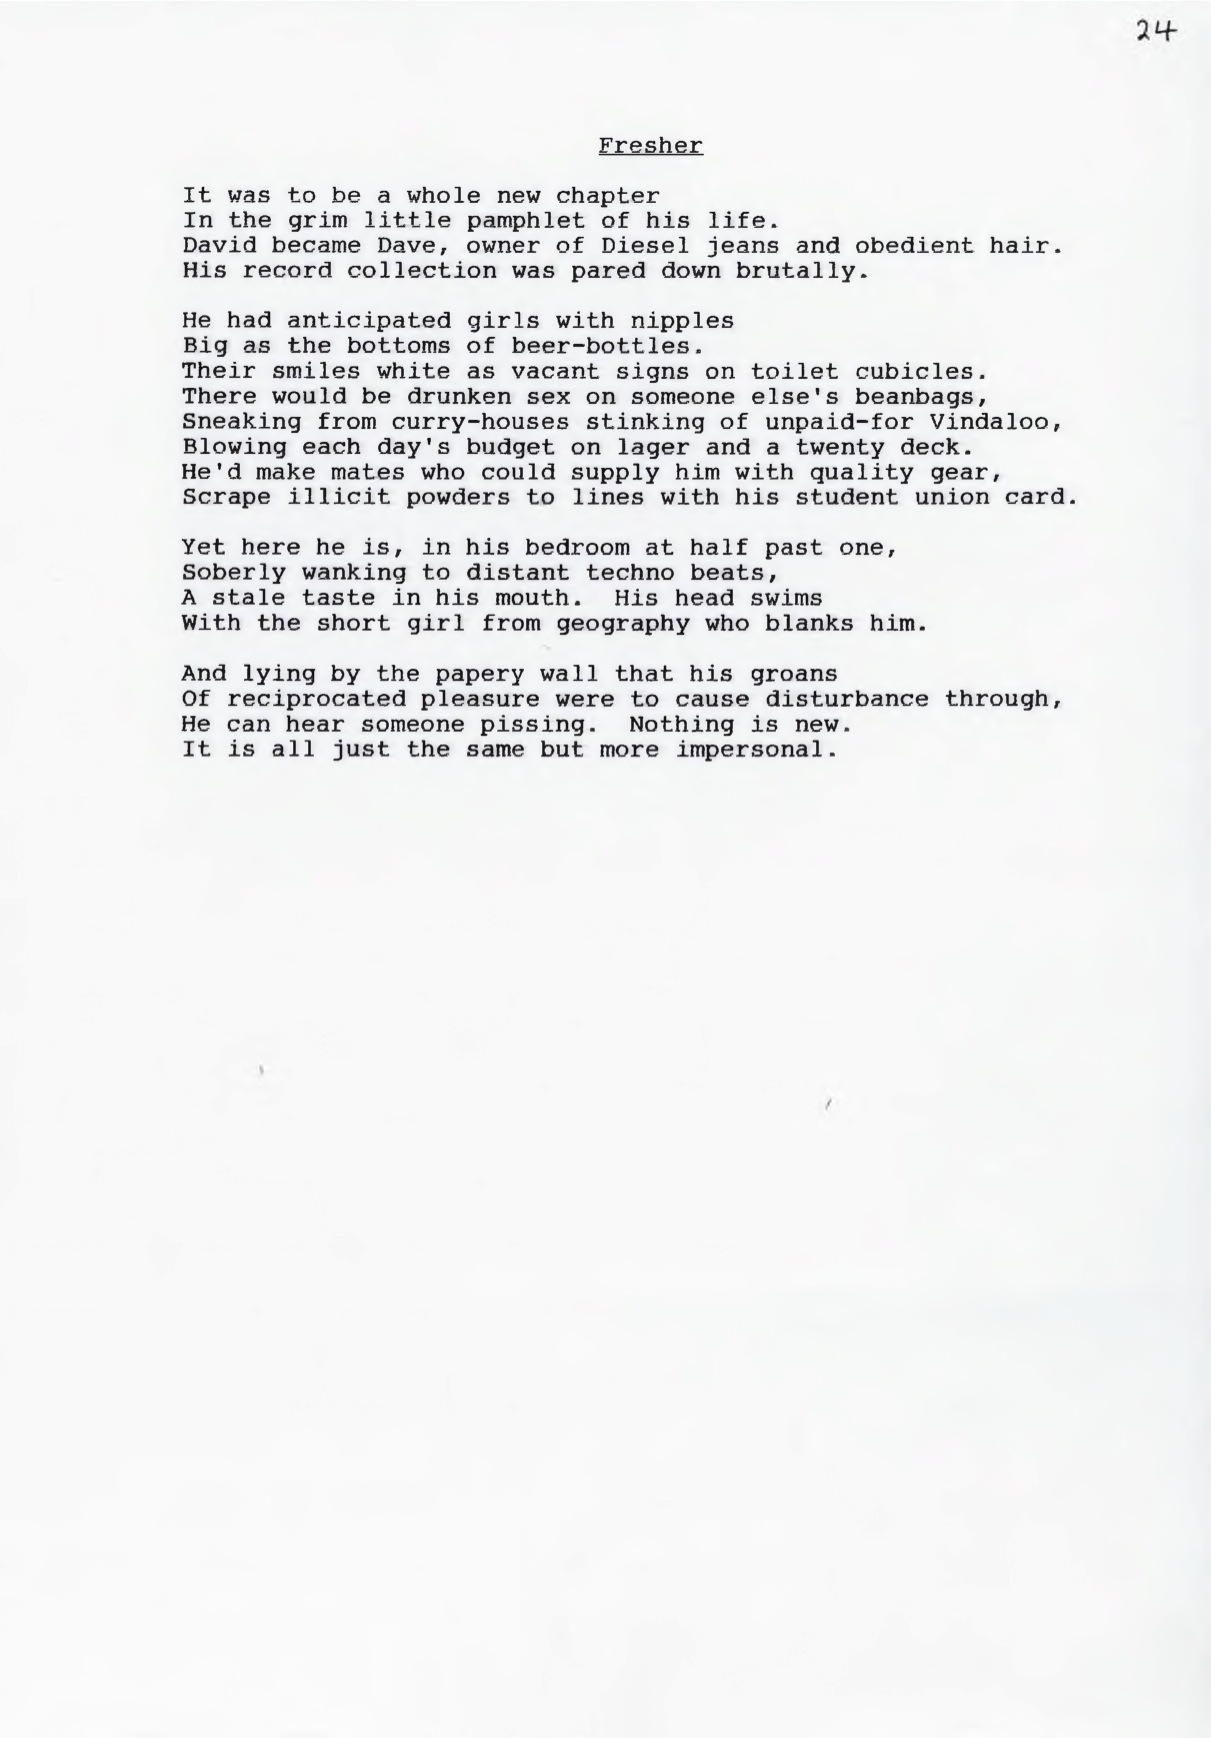 24
Fresher
It was to be a whole new chapter
In the grim little pamphlet of his life.
David became Dave, owner of Diesel jeans and obedient hair.
His record collection was pared down brutally.
He had anticipated girls with nipples
Big as the bottoms of beer-bottles.
Their smiles white as vacant signs on toilet cubicles.
There would be drunken sex on someone else's beanbags,
Sneaking from curry-houses stinking of unpaid-for Vindaloo,
Blowing each day's budget on lager and a twenty deck.
He'd make mates who could supply him with quality gear,
Scrape illicit powders to lines with his student union card.
Yet here he is, in his bedroom at half past one,
Soberly wanking to distant techno beats,
A stale taste in his mouth.  His head swims
With the short girl from geography who blanks him.
And lying by the papery wall that his groans
Of reciprocated pleasure were to cause disturbance through,
He can hear someone pissing.  Nothing is new.
It is all just the same but more impersonal.